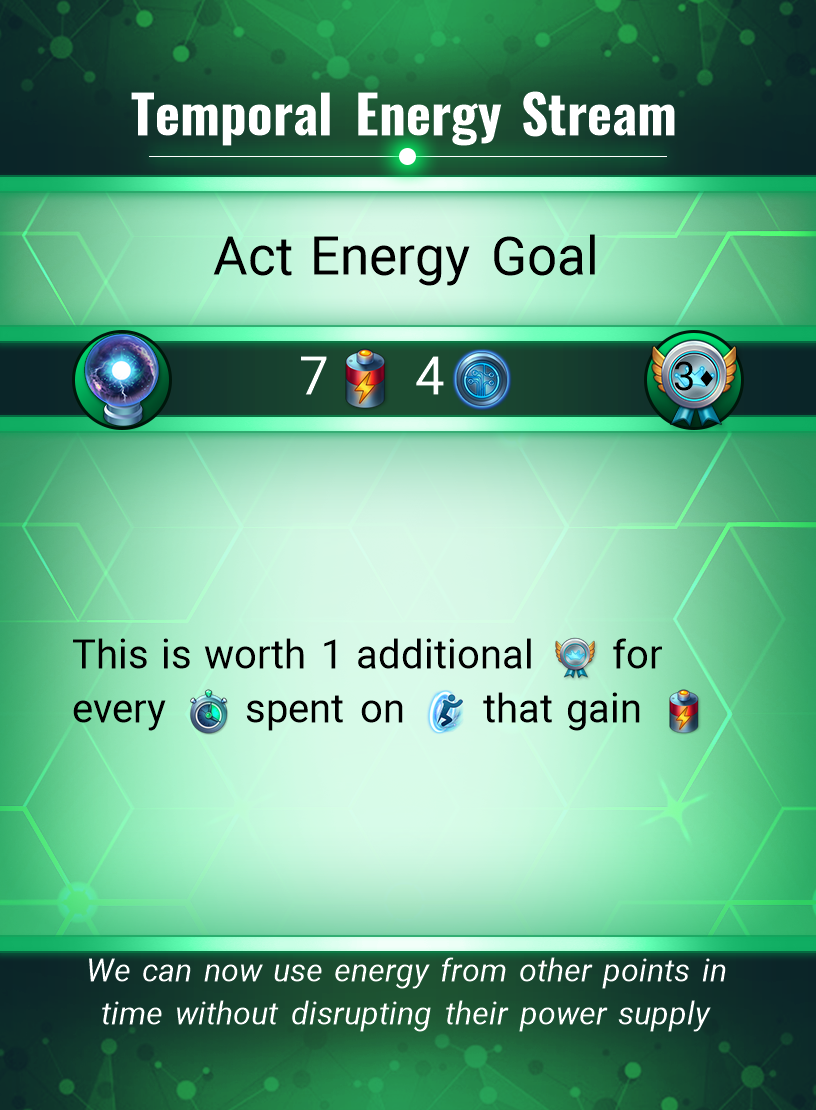 Temporal Energy Stream
Act Energy Goal
7 4 3♦
This is worth 1 additional for
every spent on that gain
We can now use energy from other points in
time without disrupting their power supply